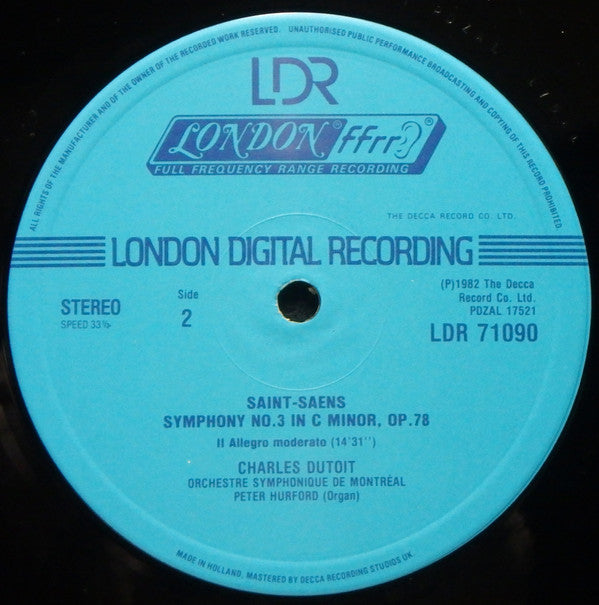 ALL RIGHTS OF THE MANUFACTURER AND OF THE OWNER OF THE RECORDED WORK RESERVED. UNAUTHORISED PUBLIC PERFORMANCE BROADCASTING AND COPYING OF THIS RECORD PROHIBITED.
LDR
LONDON® ffrr®
FULL FREQUENCY RANGE RECORDING
THE DECCA RECORD CO. LTD.
LONDON DIGITAL RECORDING
STEREO
SPEED 33⅓
Side
2
(P)1982 The Decca
Record Co. Ltd.
PDZAL 17521
LDR 71090
SAINT-SAENS
SYMPHONY NO.3 IN C MINOR, OP.78
II Allegro moderato (14'31'')
CHARLES DUTOIT
ORCHESTRE SYMPHONIQUE DE MONTRÉAL
PETER HURFORD (Organ)
MADE IN HOLLAND. MASTERED BY DECCA RECORDING STUDIOS UK